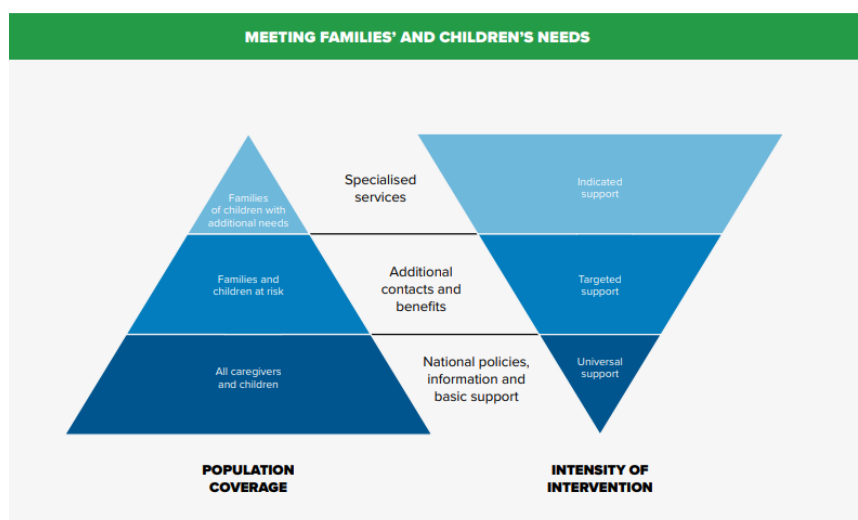 MEETING FAMILIES’ AND CHILDREN’S NEEDS
Families
of children with
additional needs
Specialised
services
Indicated
support
Families and
children at risk
Additional
contacts and
benefits
Targeted
support
All caregivers
and children
National policies,
information and
basic support
Universal
support
POPULATION
COVERAGE
INTENSITY OF
INTERVENTION